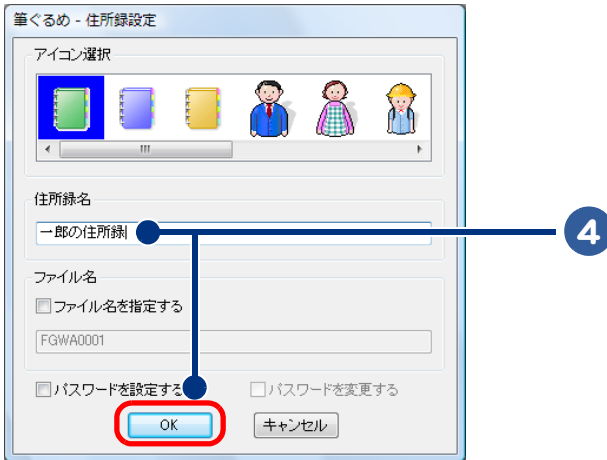 筆ぐるめ - 住所録設定
アイコン選択
住所録名
一郎の住所録
4
ファイル名
ファイル名を指定する
FGWA0001
パスワードを設定する パスワードを変更する
OK キャンセル